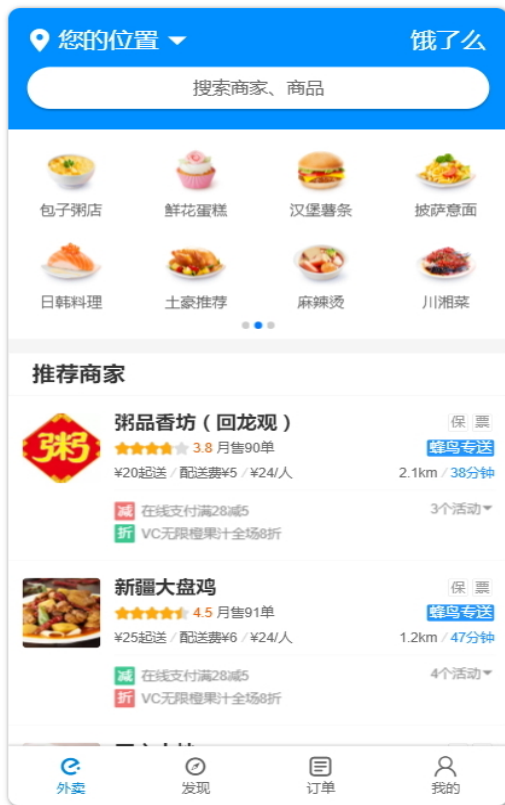 您的位置 饿了么
搜索商家、商品
包子粥店 鲜花蛋糕 汉堡薯条 披萨意面
日韩料理 土豪推荐 麻辣烫 川湘菜
推荐商家
粥
粥品香坊（回龙观） 保 票
3.8 月售90单 蜂鸟专送
¥20起送 / 配送费¥5 / ¥24/人 2.1km / 38分钟
减 在线支付满28减5 3个活动
折 VC无限橙果汁全场8折
新疆大盘鸡 保 票
4.5 月售91单 蜂鸟专送
¥25起送 / 配送费¥6 / ¥24/人 1.2km / 47分钟
减 在线支付满28减5 4个活动
折 VC无限橙果汁全场8折
外卖 发现 订单 我的